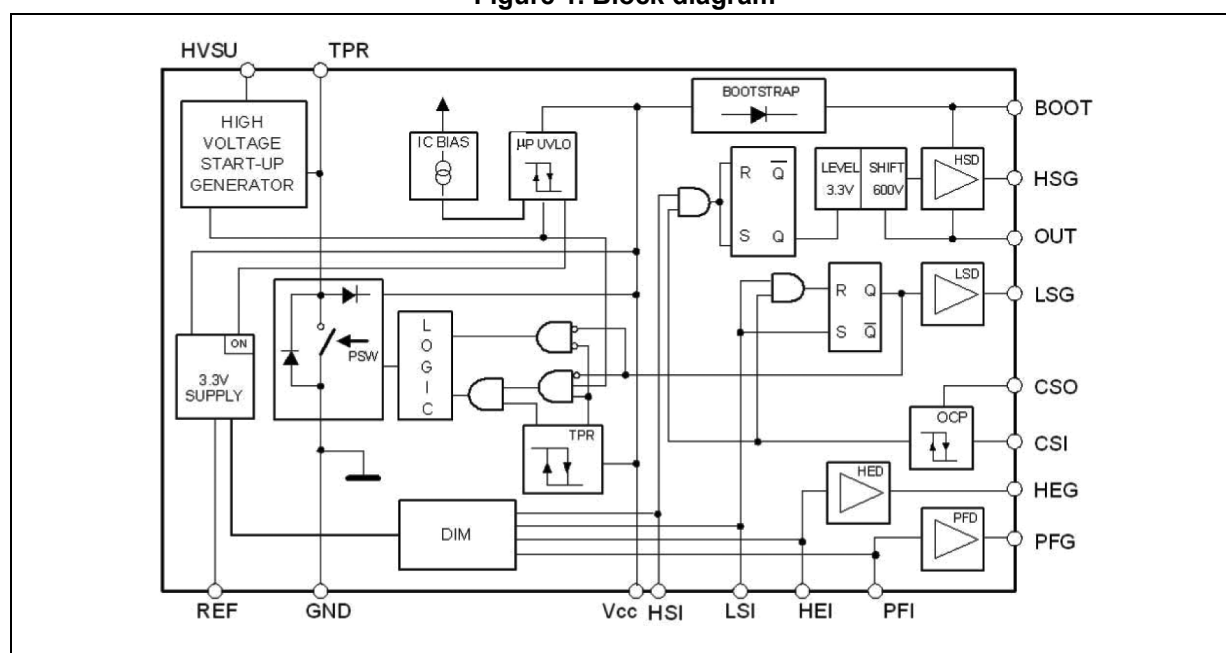 Figure 1. Block diagram
HVSU
TPR
HIGH
VOLTAGE
START-UP
GENERATOR
IC BIAS
µP UVLO
BOOTSTRAP
BOOT
R Q
S Q
LEVEL SHIFT
3.3V 600V
HSD
HSG
OUT
R Q
S Q
LSD
LSG
ON
3.3V
SUPPLY
PSW
L
O
G
I
C
TPR
CSO
OCP
CSI
HED
HEG
DIM
PFD
PFG
REF
GND
Vcc
HSI
LSI
HEI
PFI